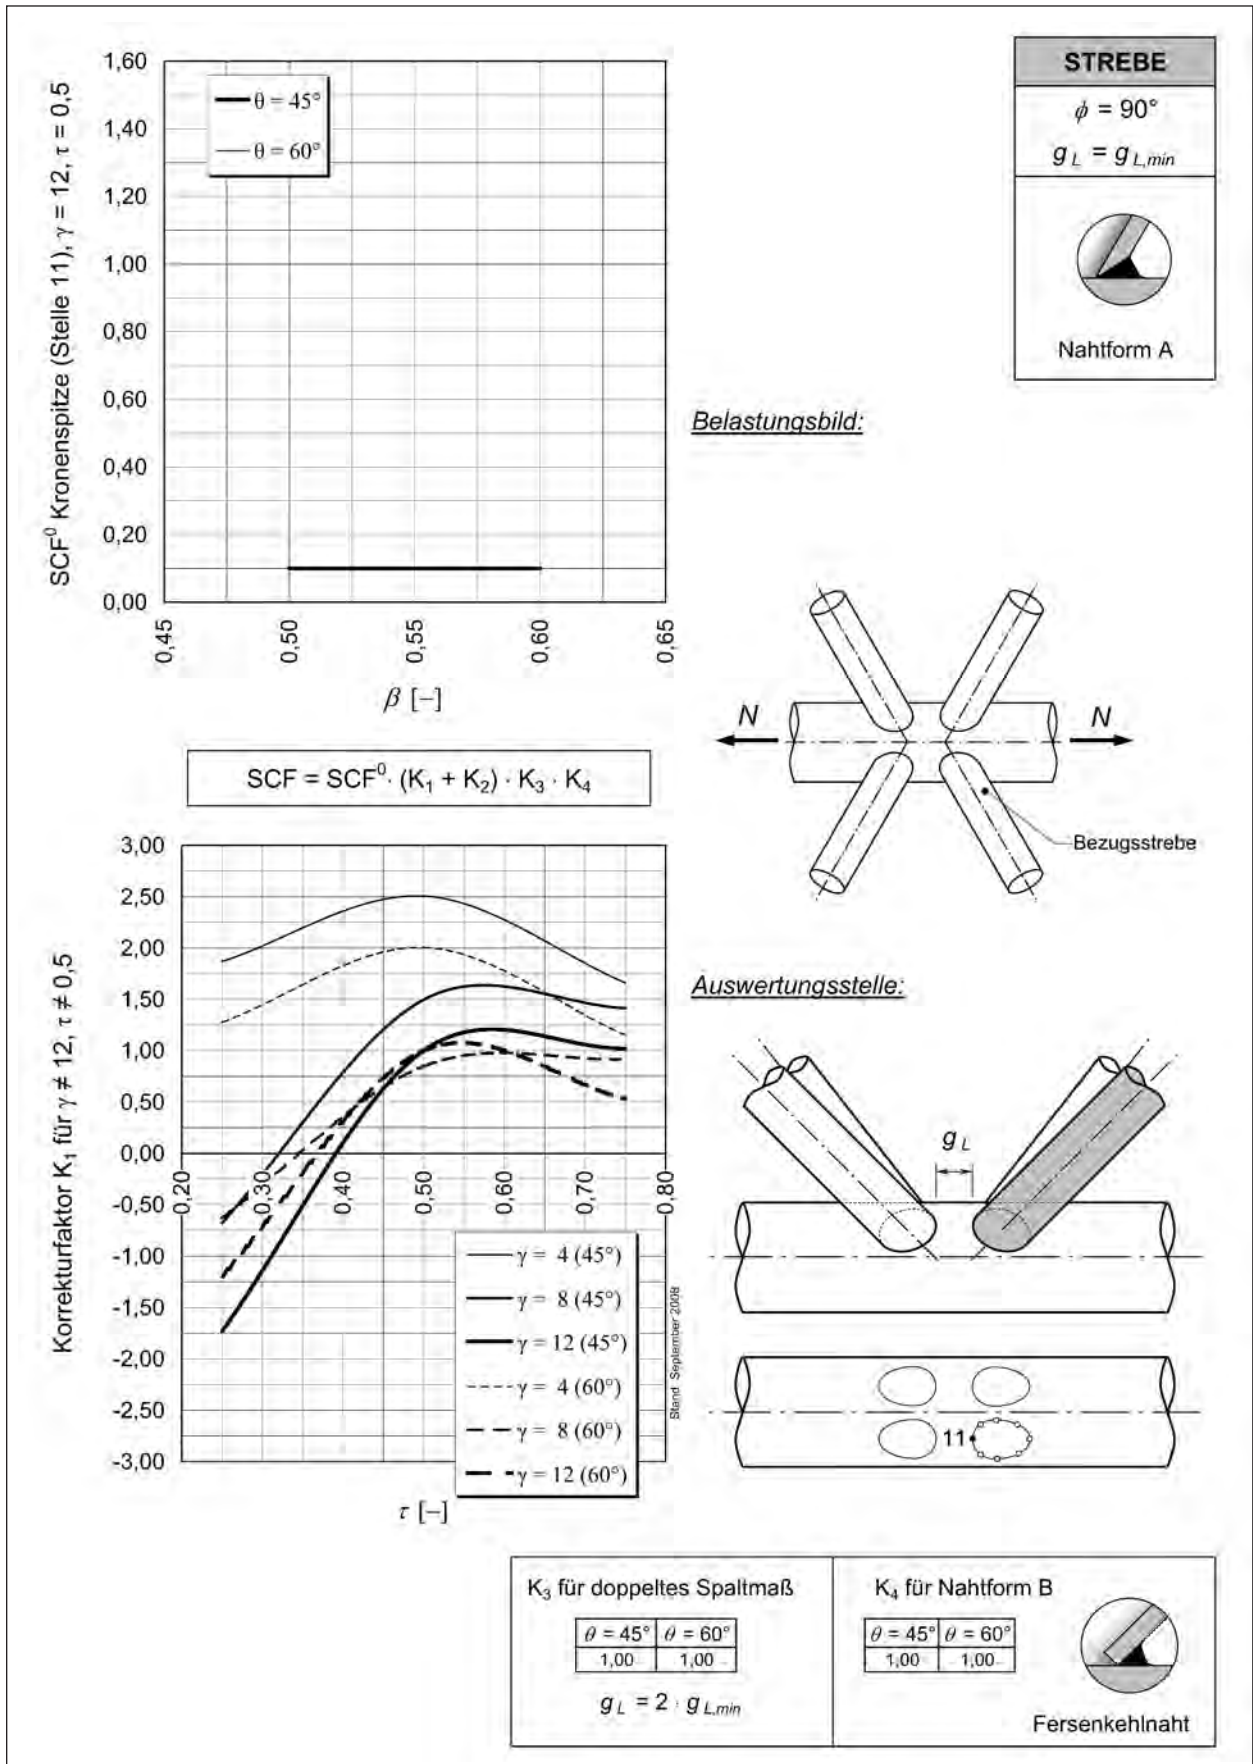 SCF⁰ Kronenspitze (Stelle 11), γ = 12, τ = 0,5
1,60
1,40
1,20
1,00
0,80
0,60
0,40
0,20
0,00
θ = 45°
θ = 60°
0,45
0,50
0,55
0,60
0,65
β [–]
STREBE
ϕ = 90°
g L = g L,min
Nahtform A
Belastungsbild:
N
N
Bezugsstrebe
SCF = SCF⁰ · (K₁ + K₂) · K₃ · K₄
Korrekturfaktor K₁ für γ ≠ 12, τ ≠ 0,5
3,00
2,50
2,00
1,50
1,00
0,50
0,00
-0,50
-1,00
-1,50
-2,00
-2,50
-3,00
0,20
0,30
0,40
0,50
0,60
0,70
0,80
γ = 4 (45°)
γ = 8 (45°)
γ = 12 (45°)
γ = 4 (60°)
γ = 8 (60°)
γ = 12 (60°)
τ [–]
Stand September 2008
Auswertungsstelle:
g L
11
K₃ für doppeltes Spaltmaß
θ = 45° θ = 60°
1,00 1,00
g L = 2 · g L,min
K₄ für Nahtform B
θ = 45° θ = 60°
1,00 1,00
Fersenkehlnaht